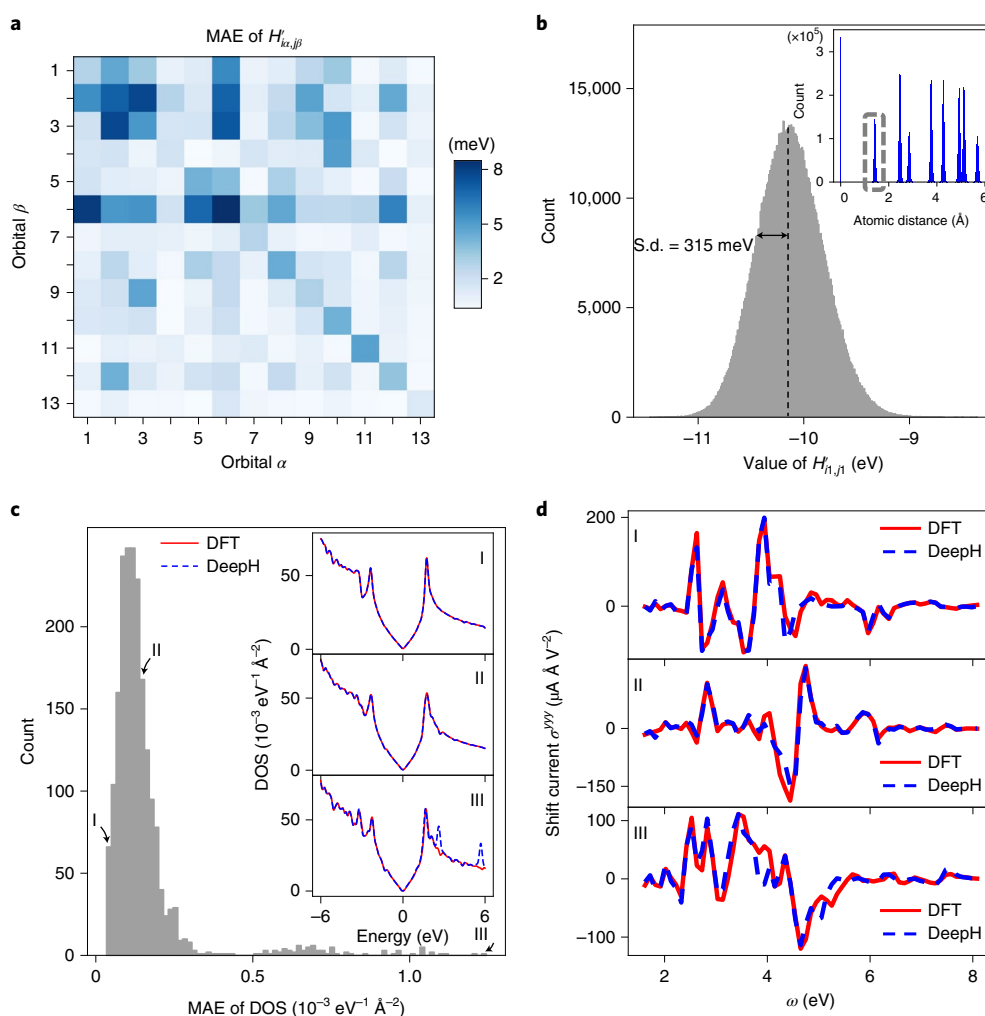 a
MAE of H′iα,jβ
1
3
5
7
9
11
13
Orbital β
1 3 5 7 9 11 13
Orbital α
(meV)
8
5
2
b
15,000
10,000
5,000
0
Count
S.d. = 315 meV
−11 −10 −9
Value of H′i1,j1 (eV)
(×10⁵)
3
2
1
0
Count
0 2 4 6
Atomic distance (Å)
c
200
150
100
50
0
Count
I
II
III
0 0.5 1.0
MAE of DOS (10⁻³ eV⁻¹ Å⁻²)
DFT
DeepH
DOS (10⁻³ eV⁻¹ Å⁻²)
I
50
0
II
50
0
III
50
0
−6 0 6
Energy (eV)
d
Shift current σʸʸʸ (μA Å V⁻²)
I
200
0
DFT
DeepH
II
0
−150
DFT
DeepH
III
100
0
−100
DFT
DeepH
2 4 6 8
ω (eV)